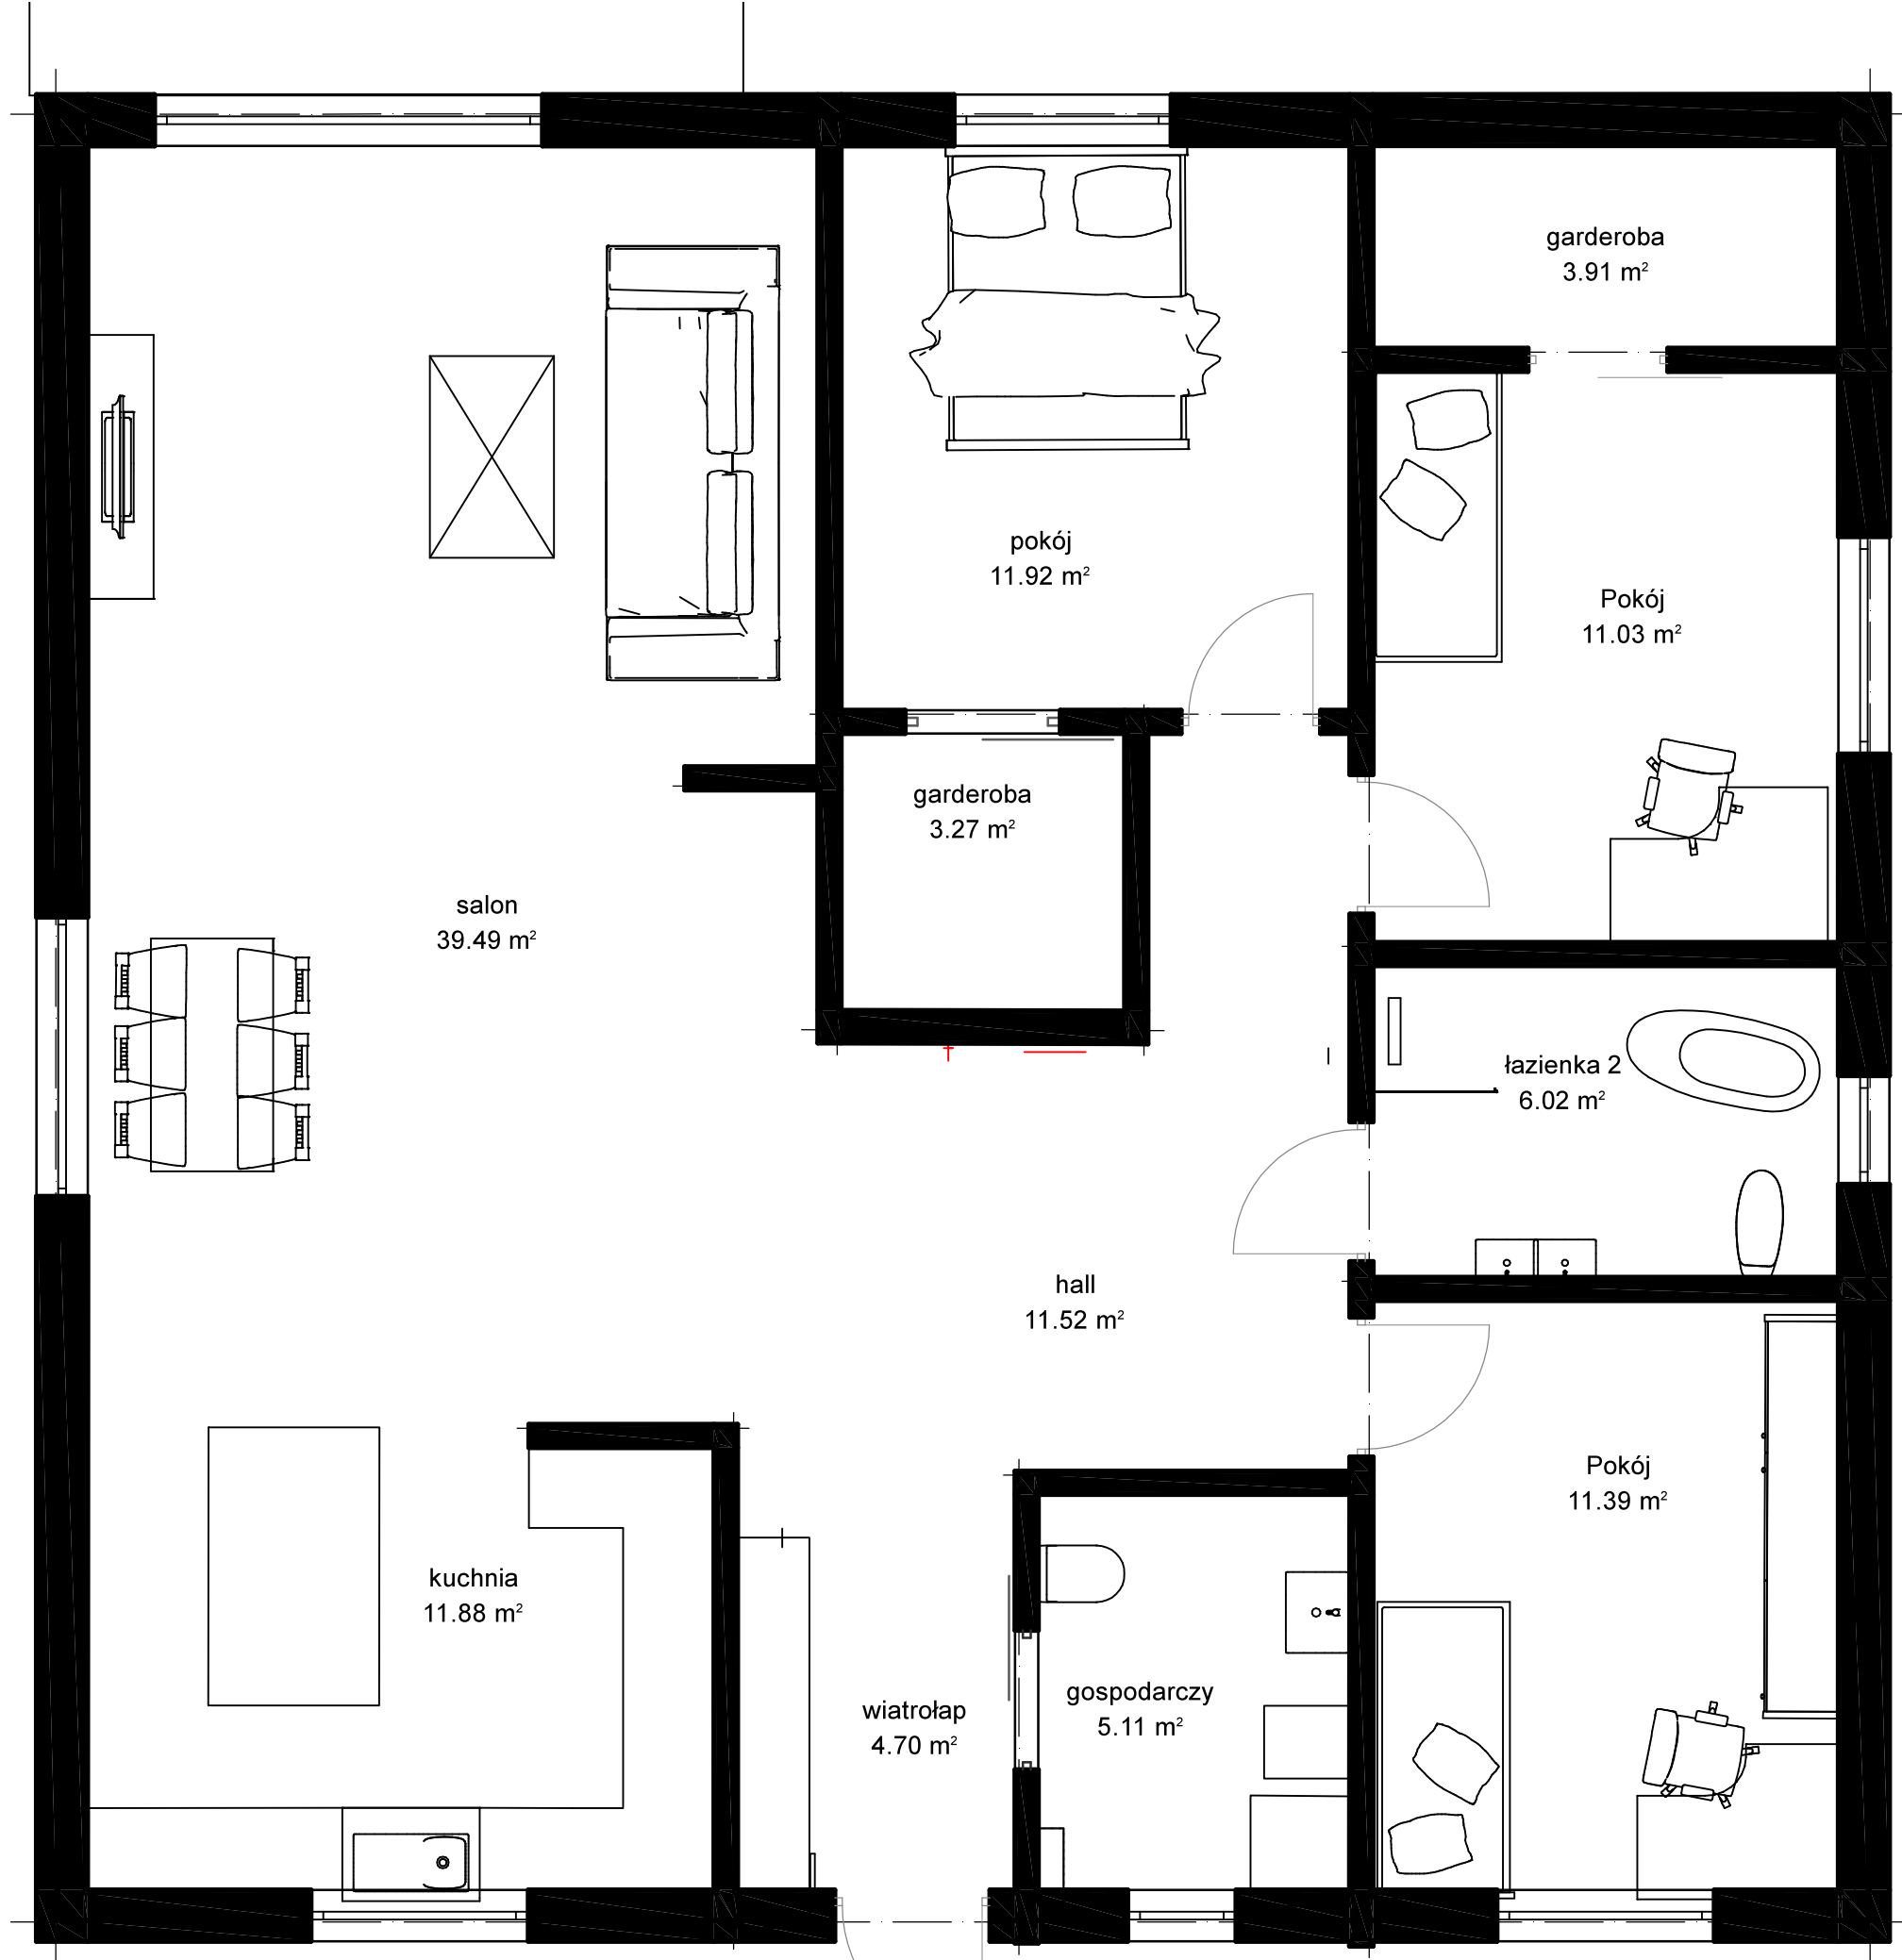 garderoba
3.91 m²
pokój
11.92 m²
Pokój
11.03 m²
garderoba
3.27 m²
salon
39.49 m²
łazienka 2
6.02 m²
hall
11.52 m²
Pokój
11.39 m²
kuchnia
11.88 m²
gospodarczy
5.11 m²
wiatrołap
4.70 m²